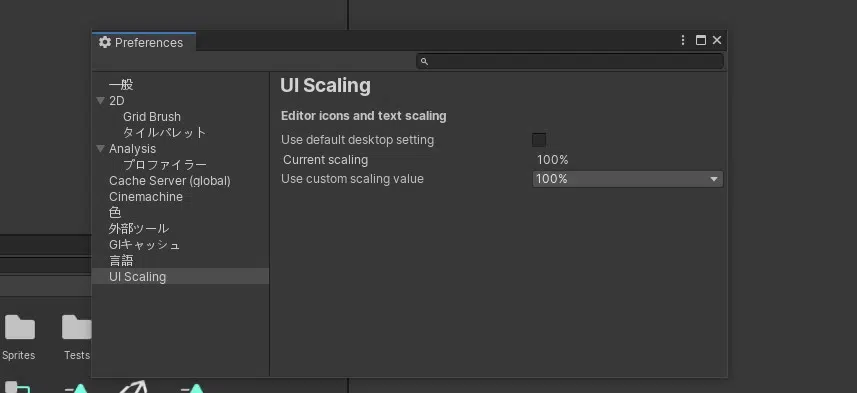 Preferences
UI Scaling
一般
2D
Grid Brush
タイルパレット
Analysis
プロファイラー
Cache Server (global)
Cinemachine
色
外部ツール
GIキャッシュ
言語
UI Scaling
Editor icons and text scaling
Use default desktop setting
Current scaling 100%
Use custom scaling value 100%
Sprites
Tests